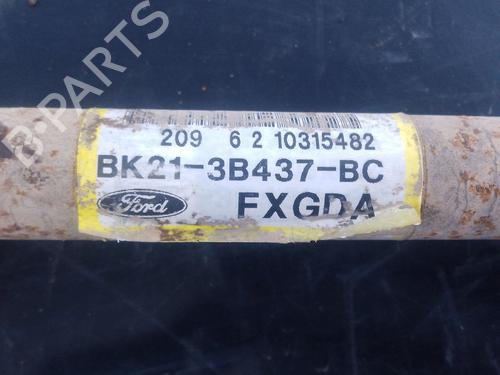 B-PARTS
209 6 2 10315482
BK21-3B437-BC
Ford FXGDA